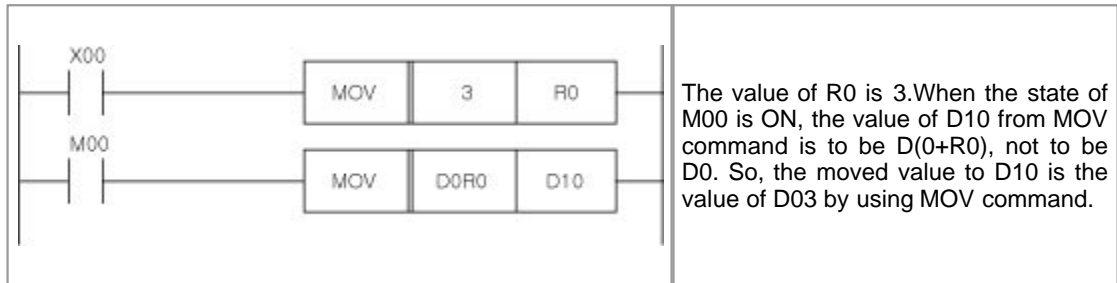 X00
MOV 3 R0
M00
MOV D0R0 D10
The value of R0 is 3.When the state of
M00 is ON, the value of D10 from MOV
command is to be D(0+R0), not to be
D0. So, the moved value to D10 is the
value of D03 by using MOV command.